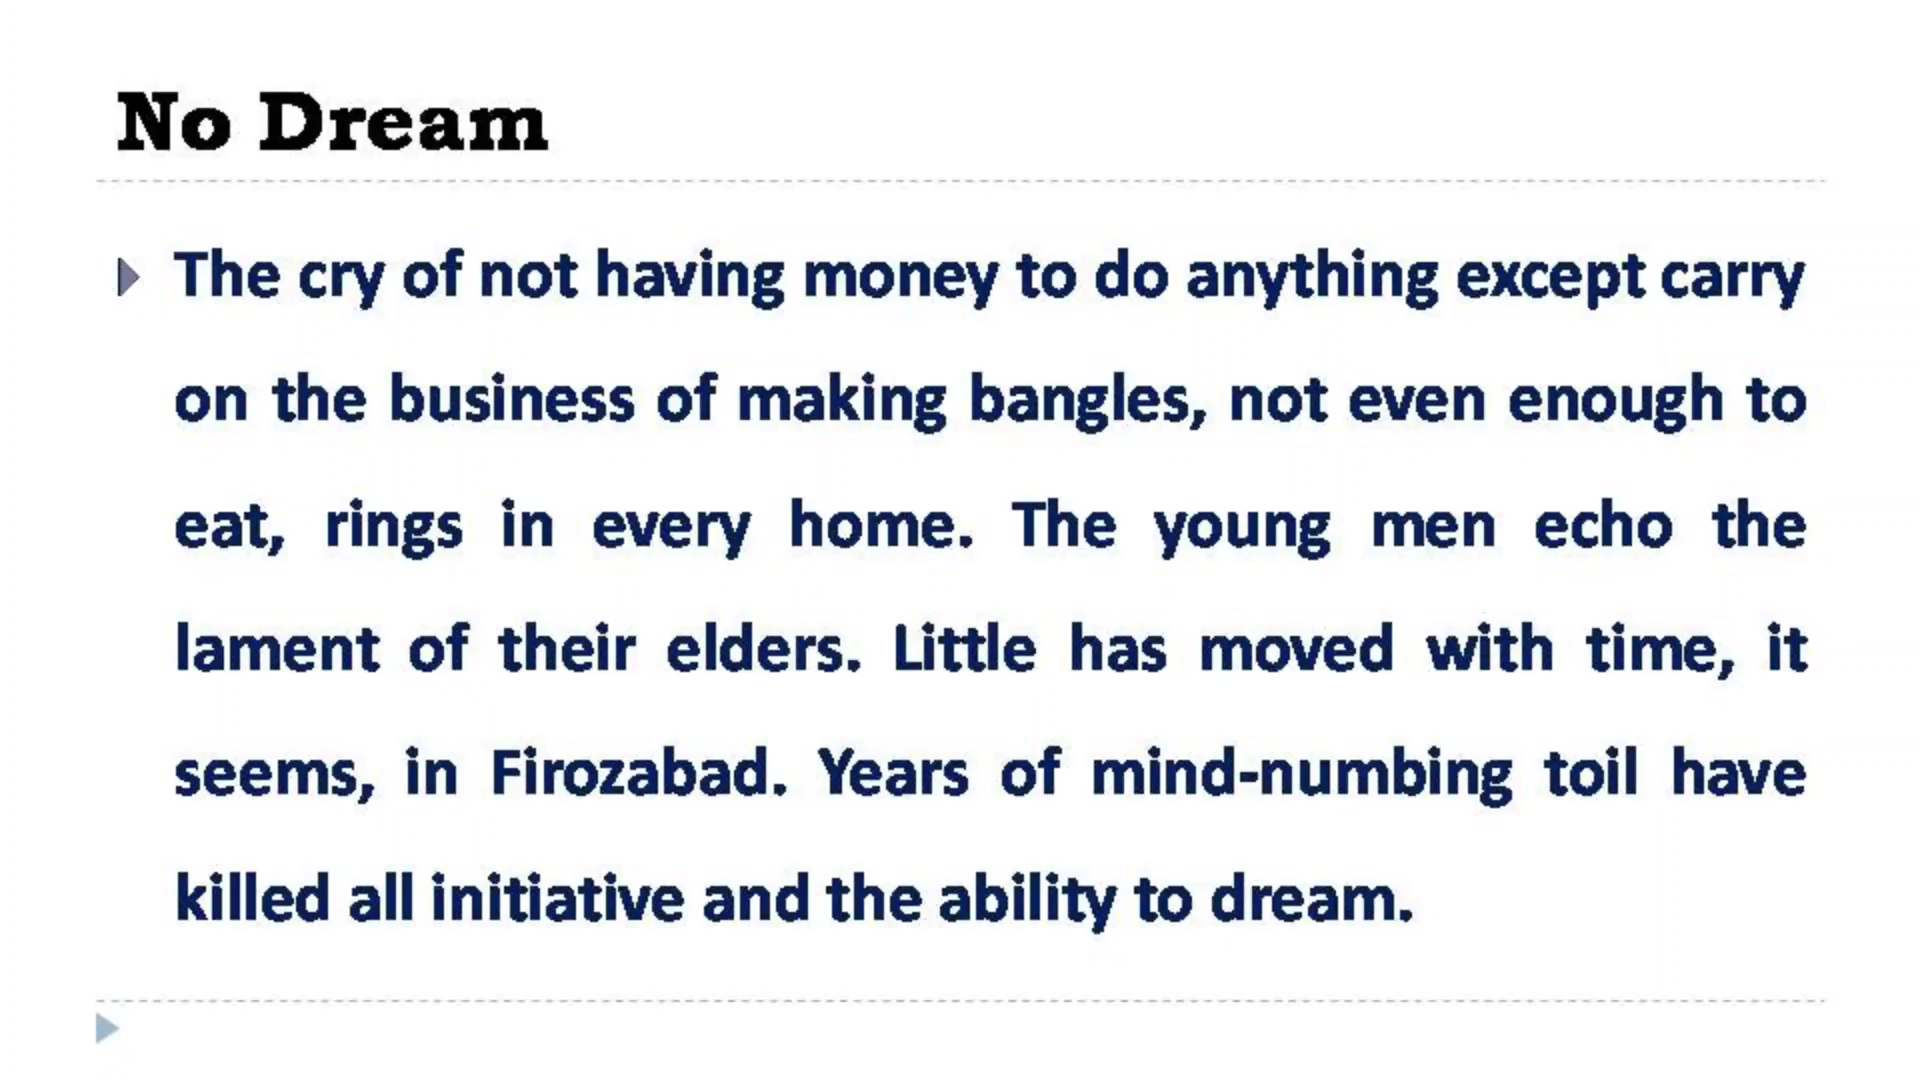 No Dream
The cry of not having money to do anything except carry
on the business of making bangles, not even enough to
eat, rings in every home. The young men echo the
lament of their elders. Little has moved with time, it
seems, in Firozabad. Years of mind-numbing toil have
killed all initiative and the ability to dream.